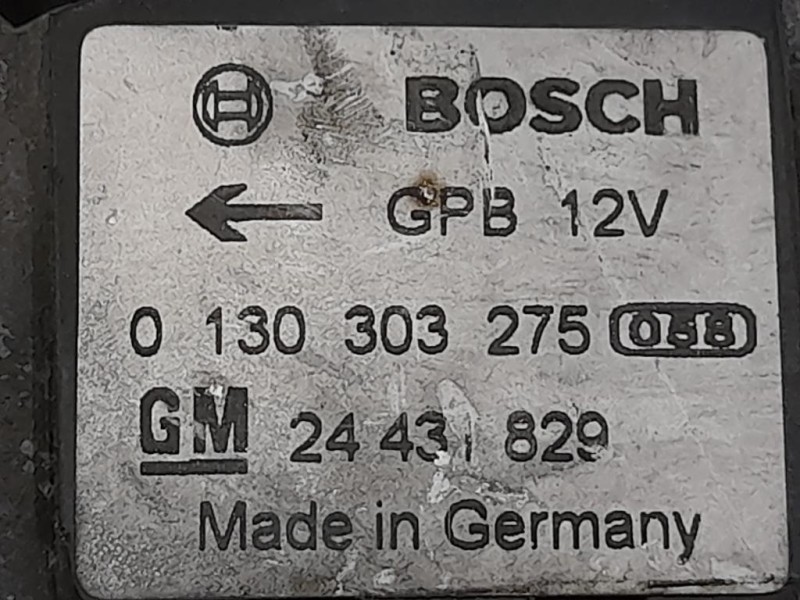 BOSCH
GPB 12V
0 130 303 275 058
GM 24 431 829
Made in Germany